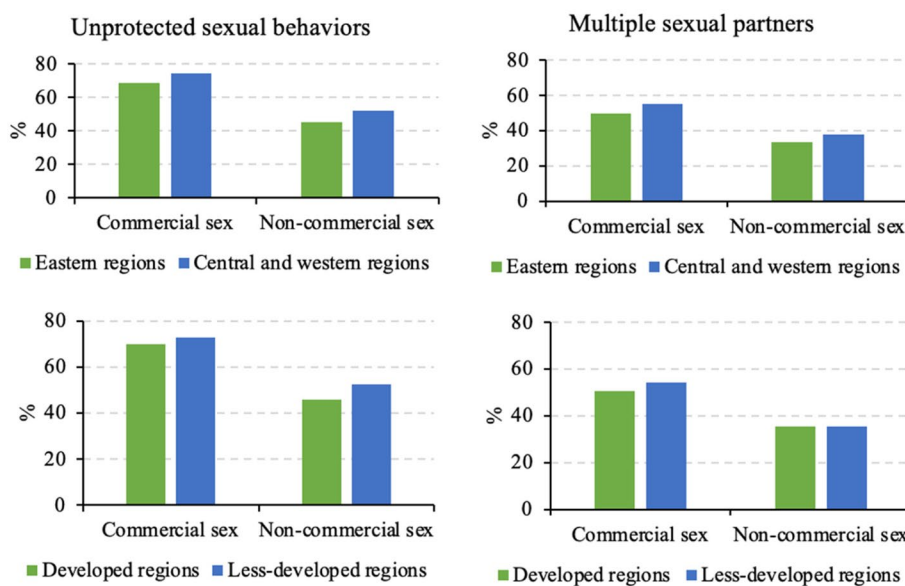 Unprotected sexual behaviors
80
60
40
20
0
%
Commercial sex Non-commercial sex
Eastern regions Central and western regions
Multiple sexual partners
80
60
40
20
0
%
Commercial sex Non-commercial sex
Eastern regions Central and western regions
80
60
40
20
0
%
Commercial sex Non-commercial sex
Developed regions Less-developed regions
80
60
40
20
0
%
Commercial sex Non-commercial sex
Developed regions Less-developed regions